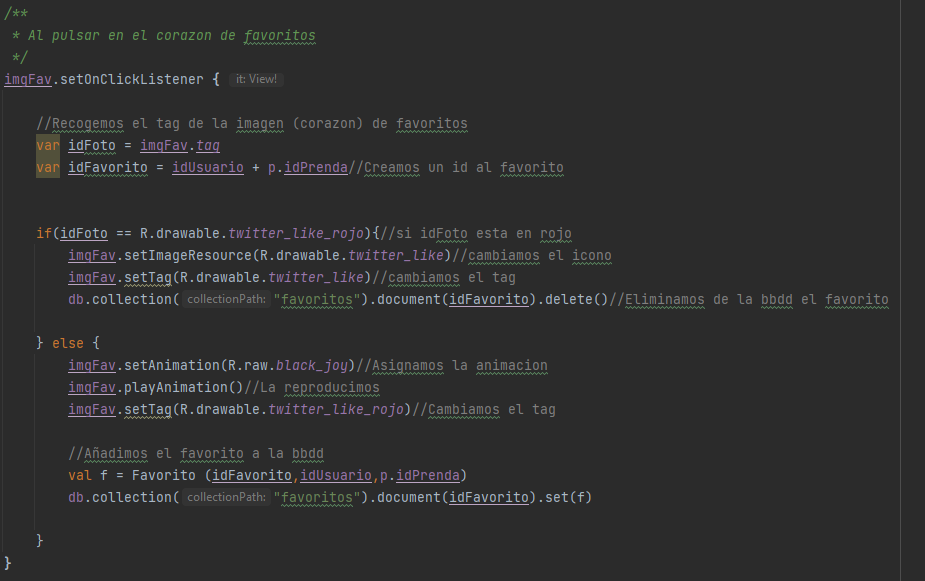 /**
 * Al pulsar en el corazon de favoritos
 */
imgFav.setOnClickListener { it: View!
//Recogemos el tag de la imagen (corazon) de favoritos
var idFoto = imgFav.tag
var idFavorito = idUsuario + p.idPrenda//Creamos un id al favorito
if(idFoto == R.drawable.twitter_like_rojo){//si idFoto esta en rojo
imgFav.setImageResource(R.drawable.twitter_like)//cambiamos el icono
imgFav.setTag(R.drawable.twitter_like)//cambiamos el tag
db.collection( collectionPath: "favoritos").document(idFavorito).delete()//Eliminamos de la bbdd el favorito
} else {
imgFav.setAnimation(R.raw.black_joy)//Asignamos la animacion
imgFav.playAnimation()//La reproducimos
imgFav.setTag(R.drawable.twitter_like_rojo)//Cambiamos el tag
//Añadimos el favorito a la bbdd
val f = Favorito (idFavorito,idUsuario,p.idPrenda)
db.collection( collectionPath: "favoritos").document(idFavorito).set(f)
}
}